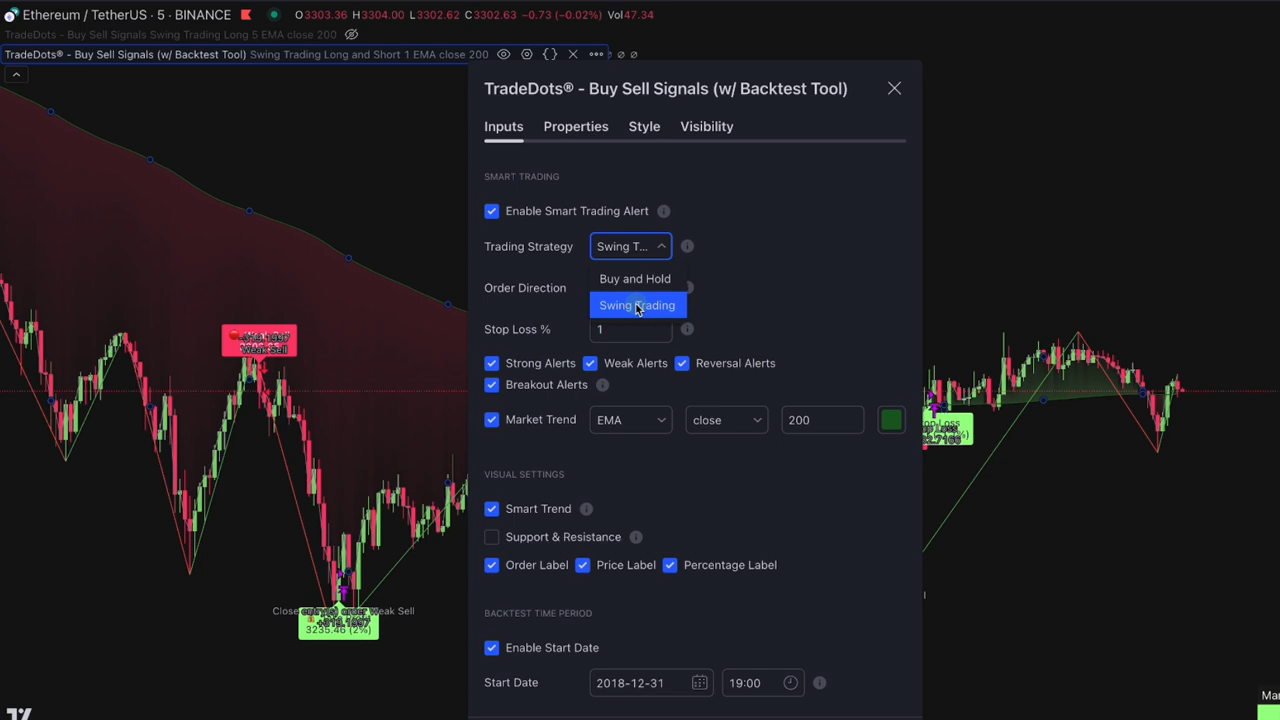 Ethereum / TetherUS · 5 · BINANCE O3303.36 H3304.00 L3302.62 C3302.63 −0.73 (−0.02%) Vol47.34
TradeDots® - Buy Sell Signals Swing Trading Long 5 EMA close 200
TradeDots® - Buy Sell Signals (w/ Backtest Tool) Swing Trading Long and Short 1 EMA close 200
TradeDots® - Buy Sell Signals (w/ Backtest Tool)
Inputs Properties Style Visibility
SMART TRADING
Enable Smart Trading Alert
Trading Strategy Swing T...
Buy and Hold
Order Direction
Swing Trading
Stop Loss % 1
Strong Alerts Weak Alerts Reversal Alerts
Breakout Alerts
Market Trend EMA close 200
VISUAL SETTINGS
Smart Trend
Support & Resistance
Order Label Price Label Percentage Label
BACKTEST TIME PERIOD
Enable Start Date
Start Date 2018-12-31 19:00
Weak Sell
Weak Sell
3235.46 (2%)